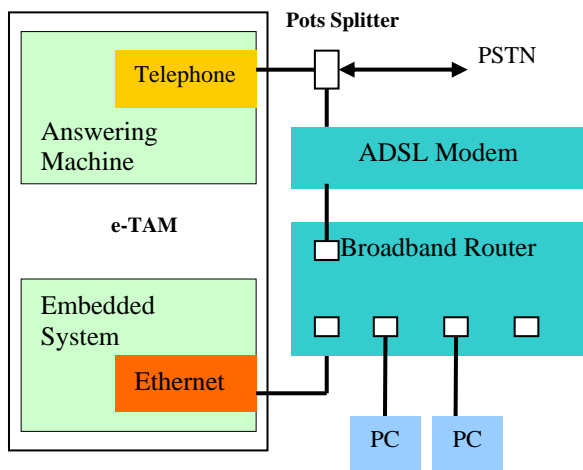 Pots Splitter
Telephone
PSTN
Answering
Machine
ADSL Modem
e-TAM
Broadband Router
Embedded
System
Ethernet
PC
PC